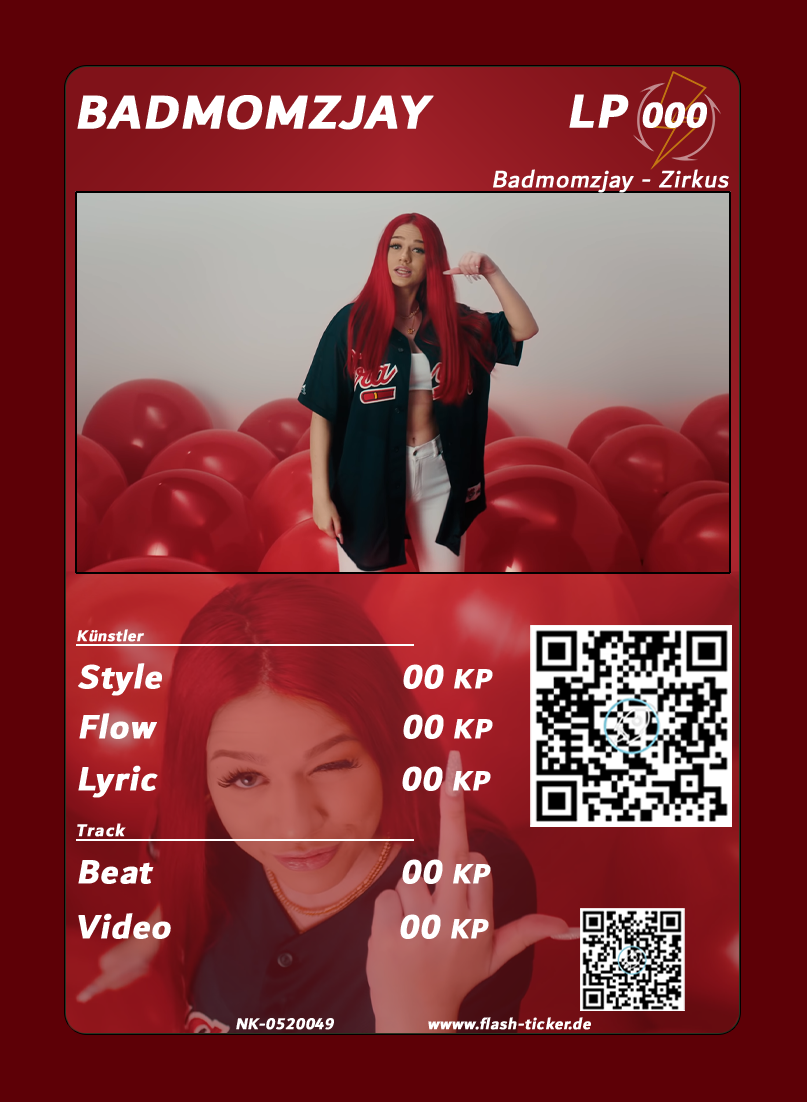 BADMOMZJAY
LP 000
Badmomzjay - Zirkus
Künstler
Style 00 KP
Flow 00 KP
Lyric 00 KP
Track
Beat 00 KP
Video 00 KP
NK-0520049
wwww.flash-ticker.de